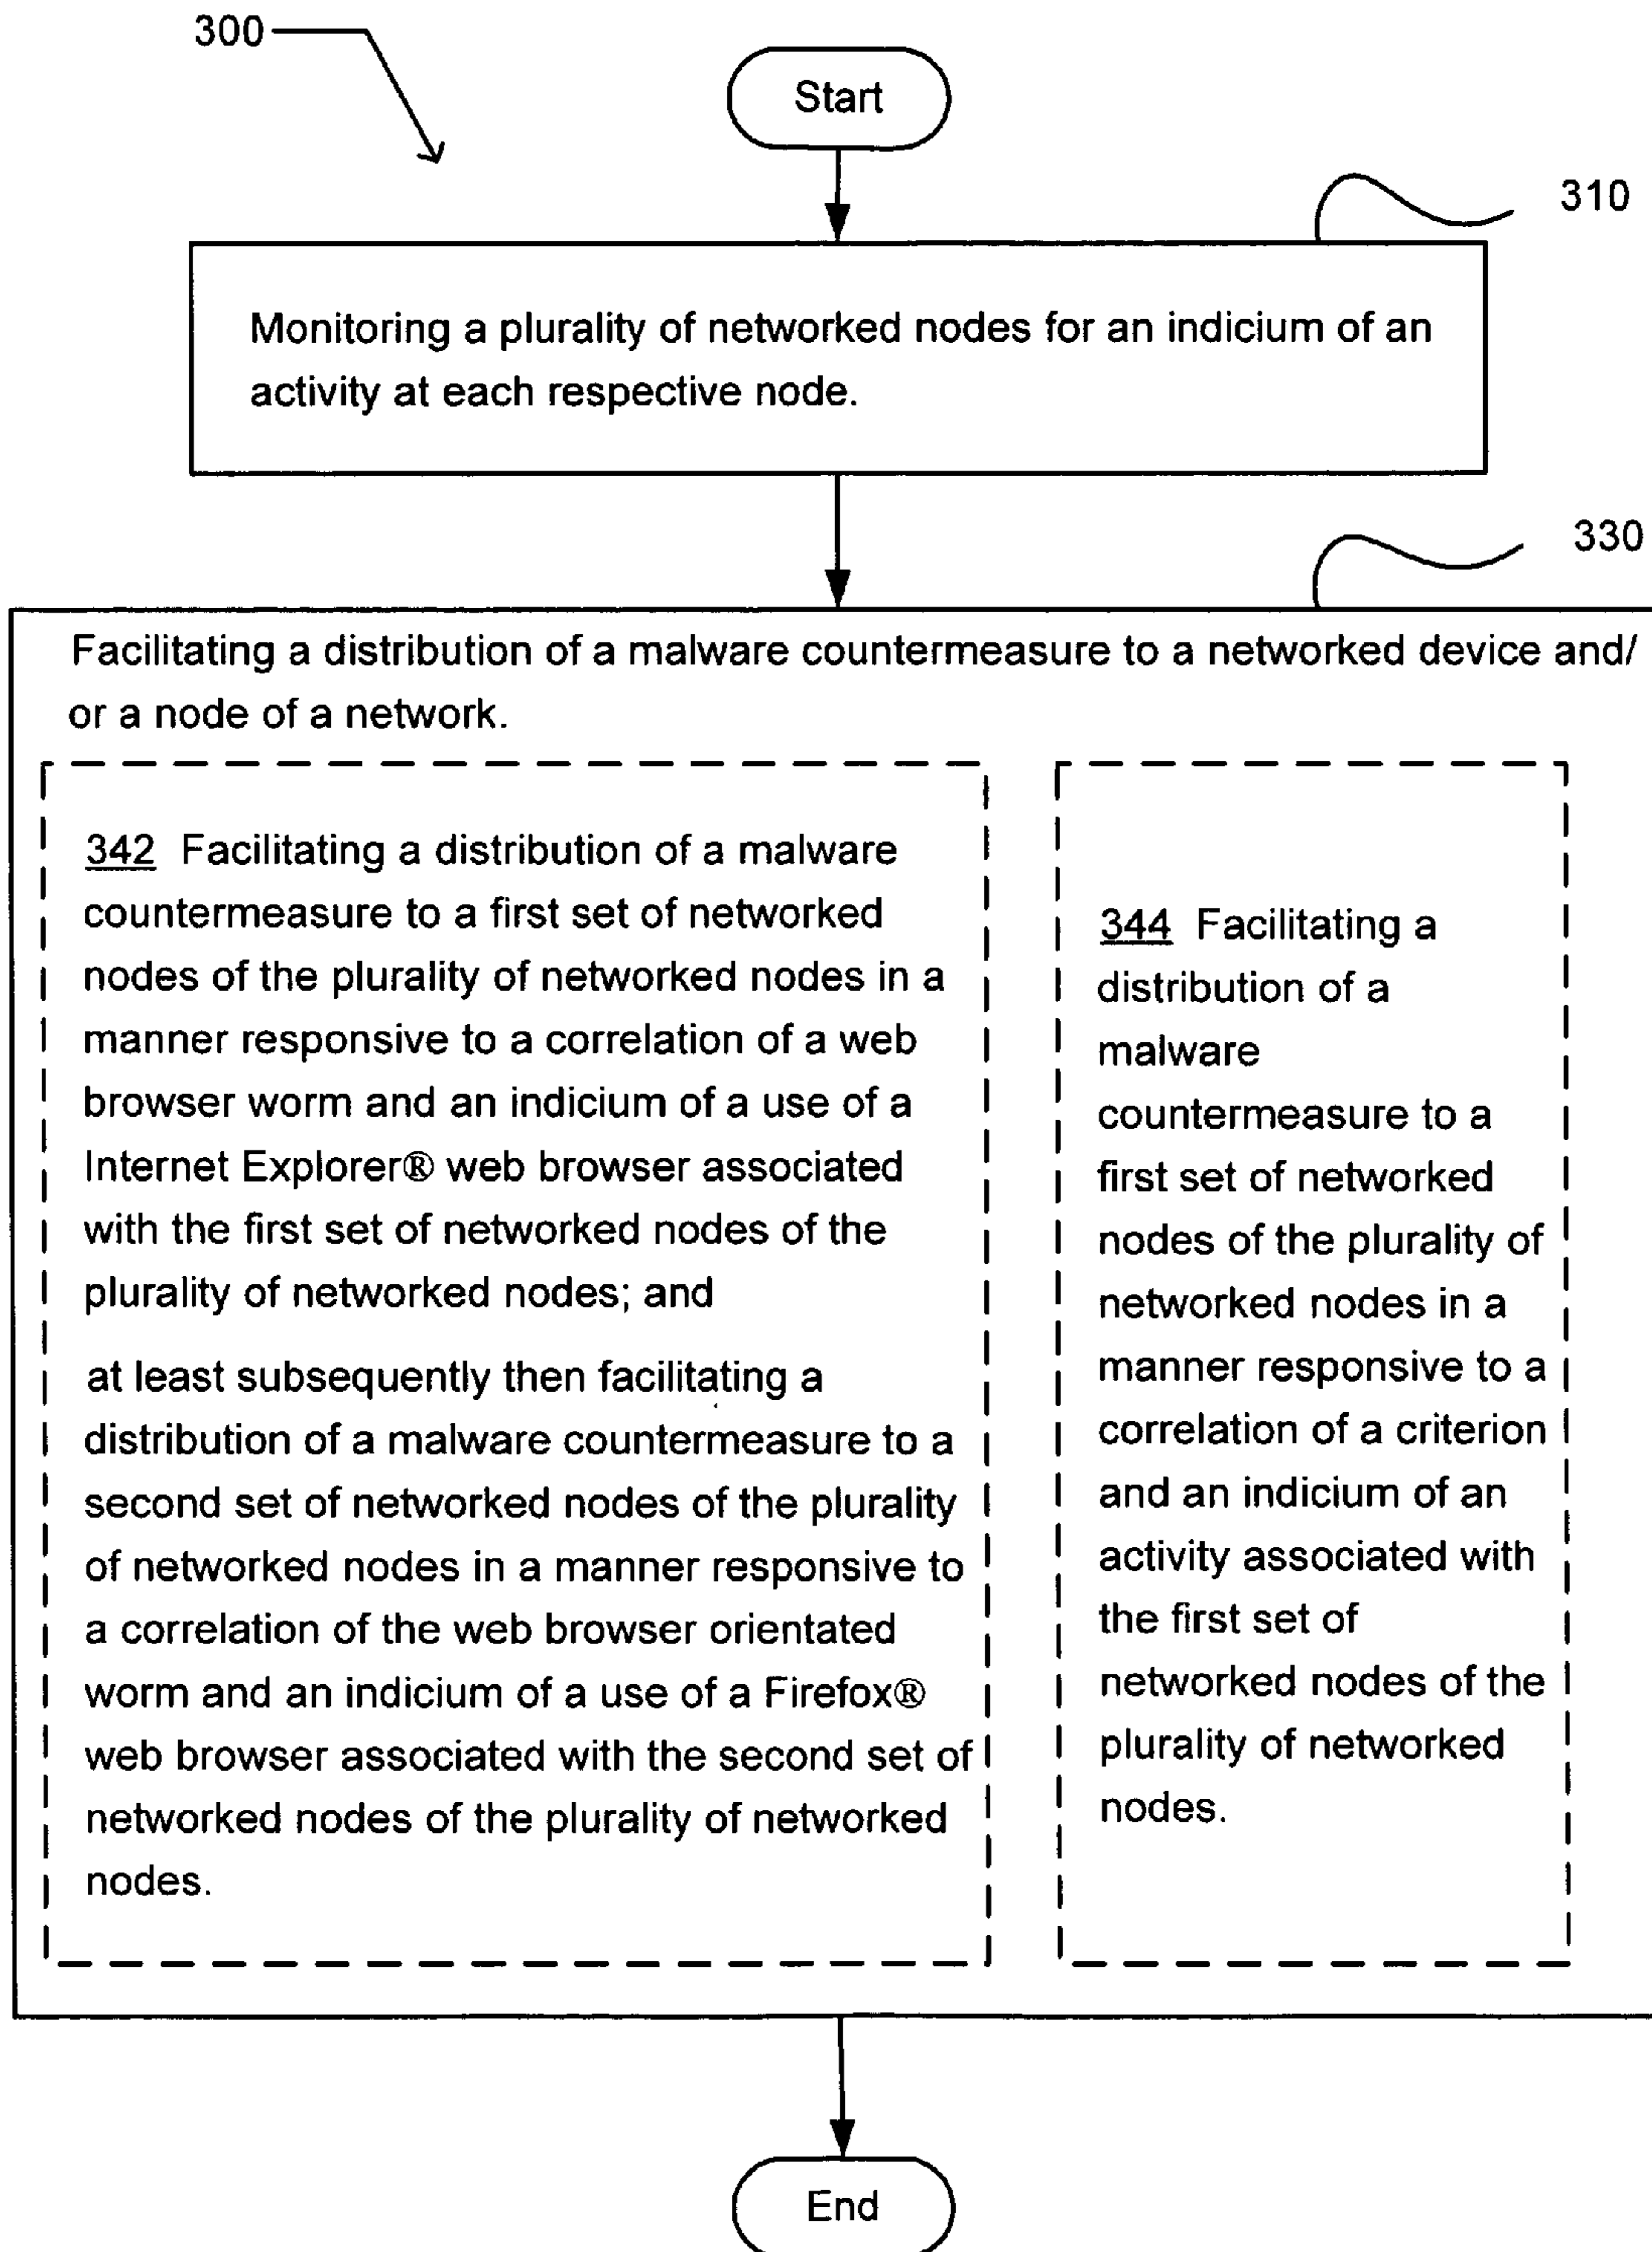 300
Start
310
Monitoring a plurality of networked nodes for an indicium of an
activity at each respective node.
330
Facilitating a distribution of a malware countermeasure to a networked device and/
or a node of a network.
342 Facilitating a distribution of a malware
countermeasure to a first set of networked
nodes of the plurality of networked nodes in a
manner responsive to a correlation of a web
browser worm and an indicium of a use of a
Internet Explorer® web browser associated
with the first set of networked nodes of the
plurality of networked nodes; and
at least subsequently then facilitating a
distribution of a malware countermeasure to a
second set of networked nodes of the plurality
of networked nodes in a manner responsive to
a correlation of the web browser orientated
worm and an indicium of a use of a Firefox®
web browser associated with the second set of
networked nodes of the plurality of networked
nodes.
344 Facilitating a
distribution of a
malware
countermeasure to a
first set of networked
nodes of the plurality of
networked nodes in a
manner responsive to a
correlation of a criterion
and an indicium of an
activity associated with
the first set of
networked nodes of the
plurality of networked
nodes.
End